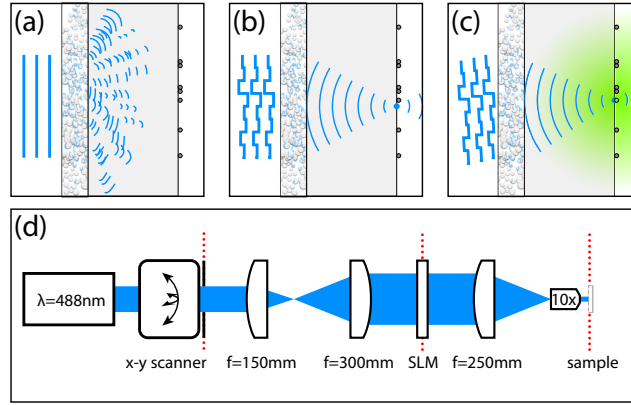 (a)
(b)
(c)
(d)
λ=488nm
10x
x-y scanner
f=150mm
f=300mm
SLM
f=250mm
sample